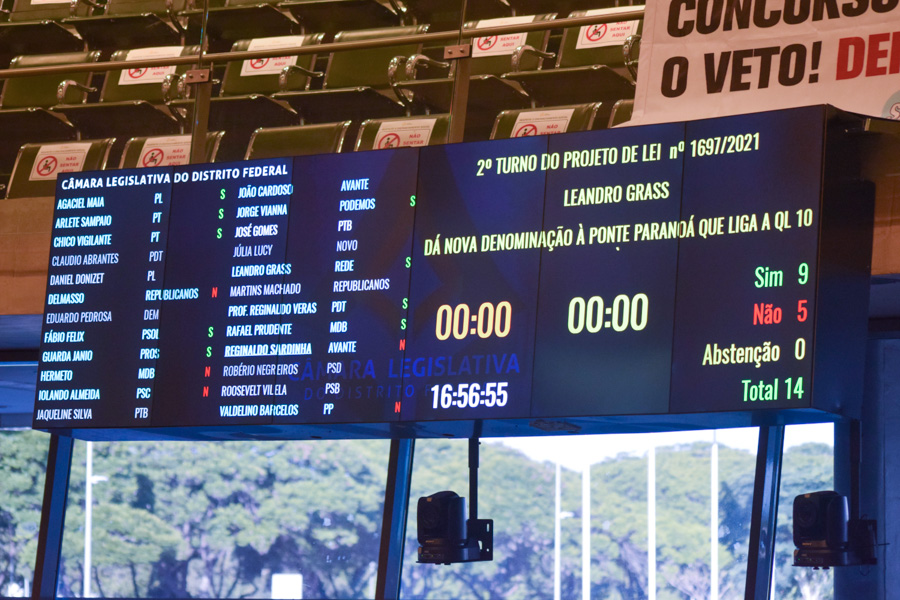 CONCURSO
O VETO!
CÂMARA LEGISLATIVA DO DISTRITO FEDERAL
AGACIEL MAIA PL S
ARLETE SAMPAIO PT S
CHICO VIGILANTE PT S
CLAUDIO ABRANTES PDT
DANIEL DONIZET PL
DELMASSO REPUBLICANOS N
EDUARDO PEDROSA DEM
FÁBIO FELIX PSOL S
GUARDA JANIO PROS S
HERMETO MDB N
IOLANDO ALMEIDA PSC N
JAQUELINE SILVA PTB
JOÃO CARDOSO AVANTE
JORGE VIANNA PODEMOS S
JOSÉ GOMES PTB
JÚLIA LUCY NOVO
LEANDRO GRASS REDE S
MARTINS MACHADO REPUBLICANOS
PROF. REGINALDO VERAS PDT S
RAFAEL PRUDENTE MDB S
REGINALDO SARDINHA AVANTE N
ROBÉRIO NEGREIROS PSD
ROOSEVELT VILELA PSB
VALDELINO BARCELOS PP N
CÂMARA LEGISLATIVA
2º TURNO DO PROJETO DE LEI nº 1697/2021
LEANDRO GRASS
DÁ NOVA DENOMINAÇÃO À PONTE PARANOÁ QUE LIGA A QL 10
00:00 00:00
16:56:55
Sim 9
Não 5
Abstenção 0
Total 14